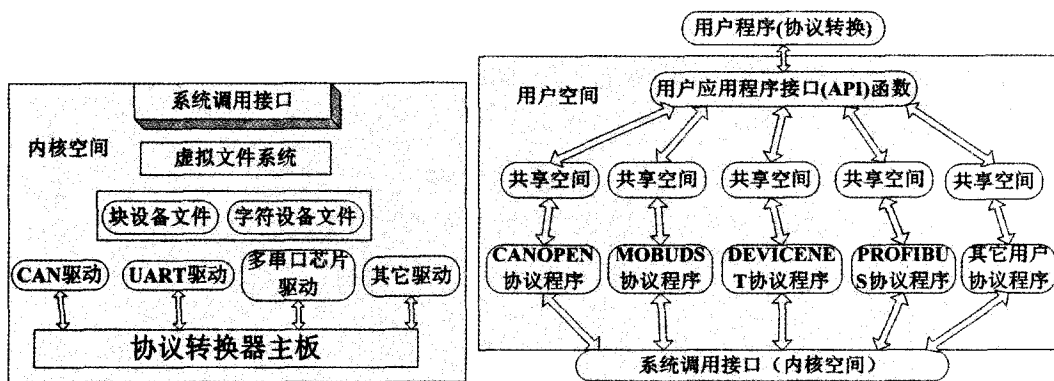 系统调用接口
内核空间
虚拟文件系统
块设备文件
字符设备文件
CAN驱动
UART驱动
多串口芯片
驱动
其它驱动
协议转换器主板
用户程序(协议转换)
用户空间
用户应用程序接口(API)函数
共享空间
共享空间
共享空间
共享空间
共享空间
CANOPEN
协议程序
MOBUDS
协议程序
DEVICENE
T协议程序
PROFIBU
S协议程序
其它用户
协议程序
系统调用接口（内核空间）